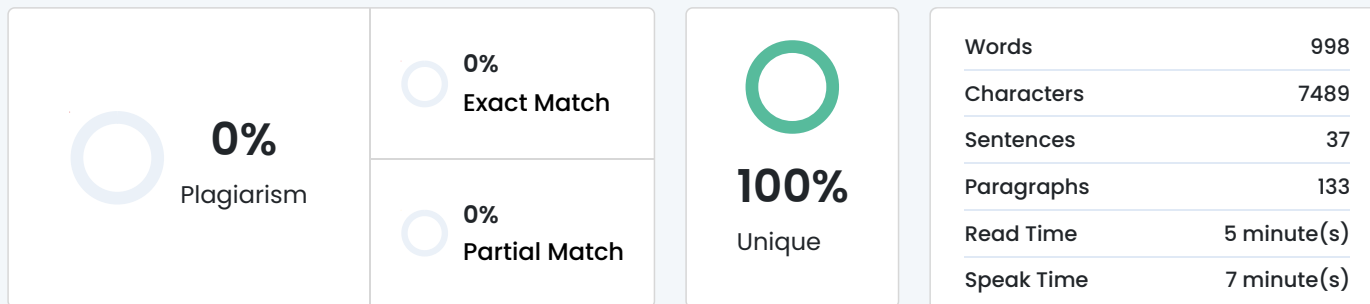 0%
Plagiarism
0%
Exact Match
0%
Partial Match
100%
Unique
Words 998
Characters 7489
Sentences 37
Paragraphs 133
Read Time 5 minute(s)
Speak Time 7 minute(s)